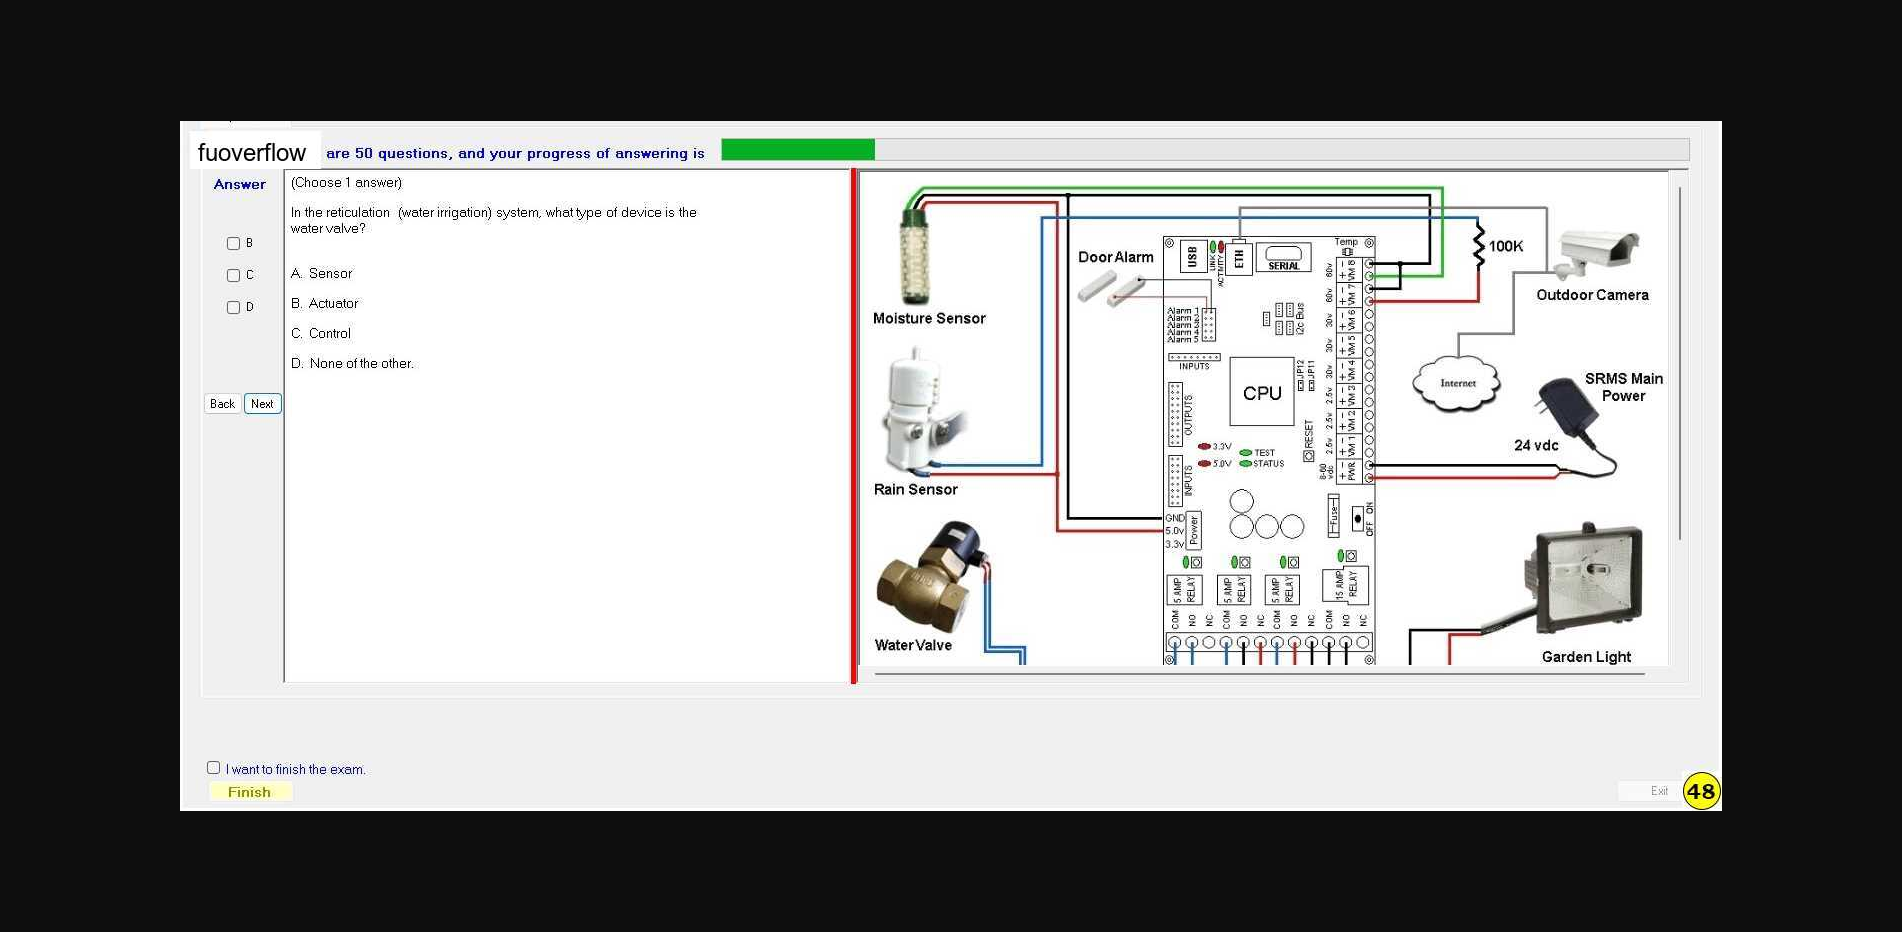 fuoverflow are 50 questions, and your progress of answering is
Answer
B
C
D
Back Next
(Choose 1 answer)
In the reticulation (water irrigation) system, what type of device is the
water valve?
A. Sensor
B. Actuator
C. Control
D. None of the other.
Moisture Sensor
Rain Sensor
Water Valve
Door Alarm
USB
LINK
ACTIVITY
ETH
SERIAL
Temp
Alarm 1
Alarm 2
Alarm 3
Alarm 4
Alarm 5
i2c Bus
INPUTS
OUTPUTS
INPUTS
CPU
JP12
JP11
RESET
3.3V
5.0V
TEST
STATUS
GND
5.0v
3.3v
Power
Fuse
ON
OFF
60v - + VM 8
60v - + VM 7
30v - + VM 6
30v - + VM 5
30v - + VM 4
2.5v - + VM 3
2.5v - + VM 2
2.5v - + VM 1
8-60 vdc - + PWR
5 AMP RELAY
5 AMP RELAY
5 AMP RELAY
15 AMP RELAY
COM NO NC COM NO NC COM NO NC COM NO NC
100K
Outdoor Camera
Internet
SRMS Main
Power
24 vdc
Garden Light
I want to finish the exam.
Finish
Exit
48